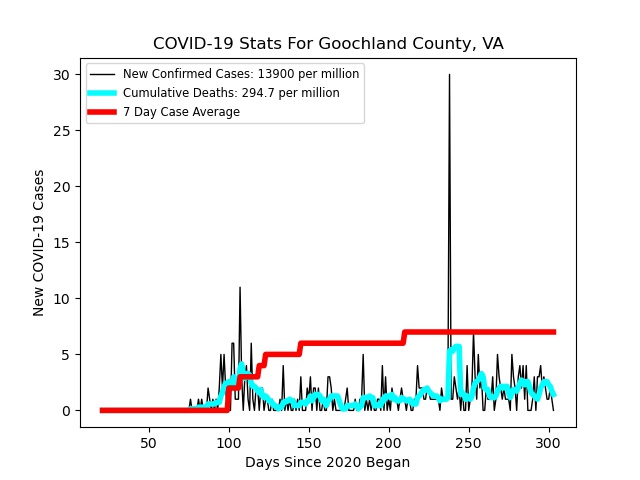 COVID-19 Stats For Goochland County, VA
New Confirmed Cases: 13900 per million
Cumulative Deaths: 294.7 per million
7 Day Case Average
New COVID-19 Cases
30
25
20
15
10
5
0
50 100 150 200 250 300
Days Since 2020 Began